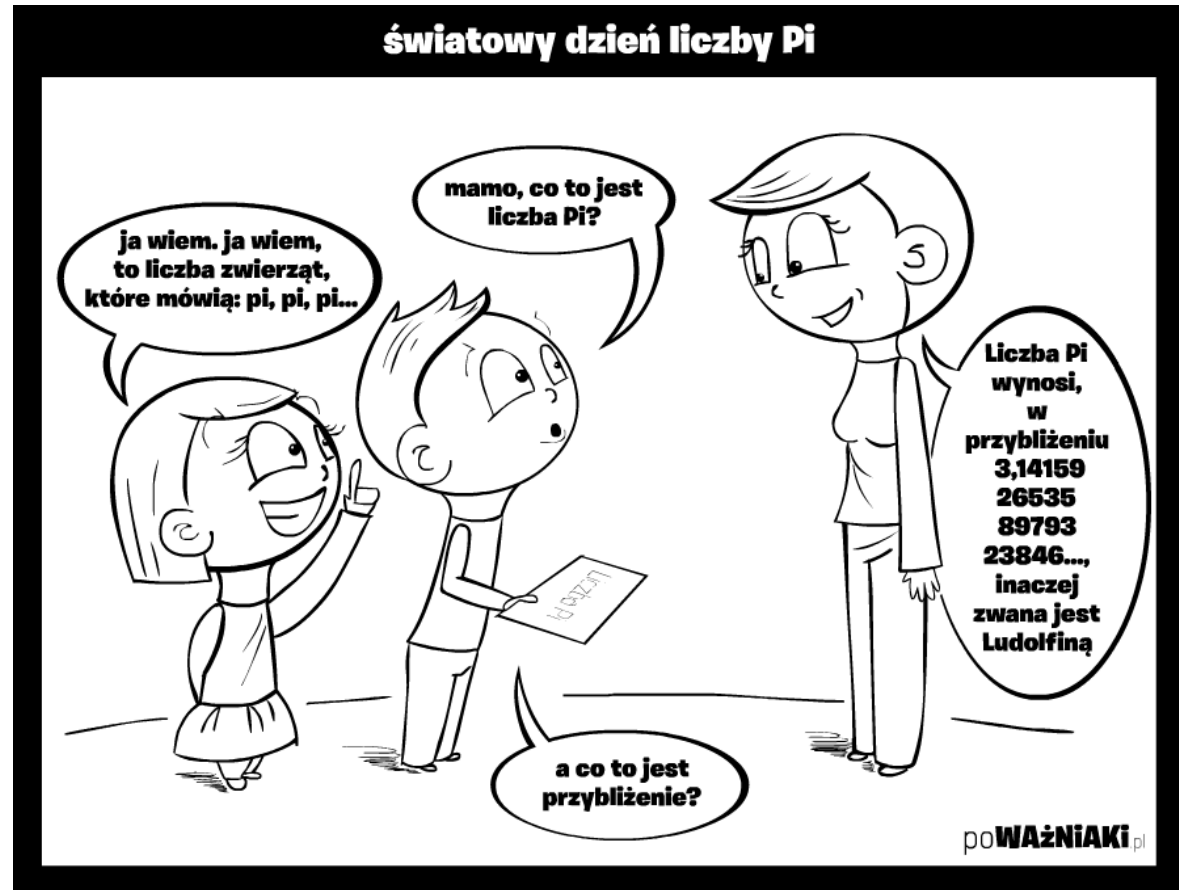 światowy dzień liczby Pi
mamo, co to jest
liczba Pi?
ja wiem. ja wiem,
to liczba zwierząt,
które mówią: pi, pi, pi...
Liczba Pi
wynosi,
w
przybliżeniu
3,14159
26535
89793
23846...,
inaczej
zwana jest
Ludolfiną
Liczba Pi
a co to jest
przybliżenie?
poWAżNiAKi.pl